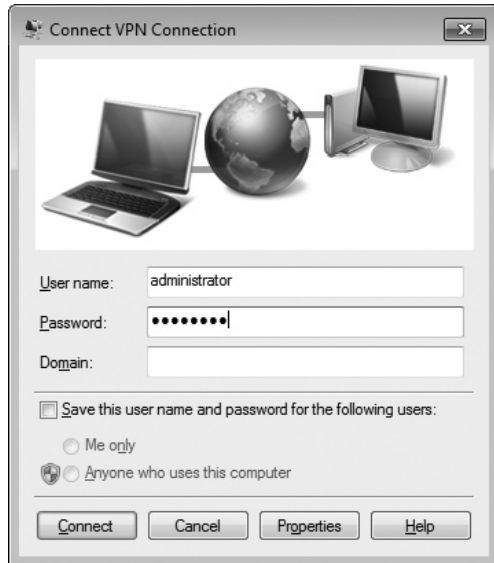 Connect VPN Connection
User name: administrator
Password: ••••••••
Domain:
Save this user name and password for the following users:
Me only
Anyone who uses this computer
Connect Cancel Properties Help